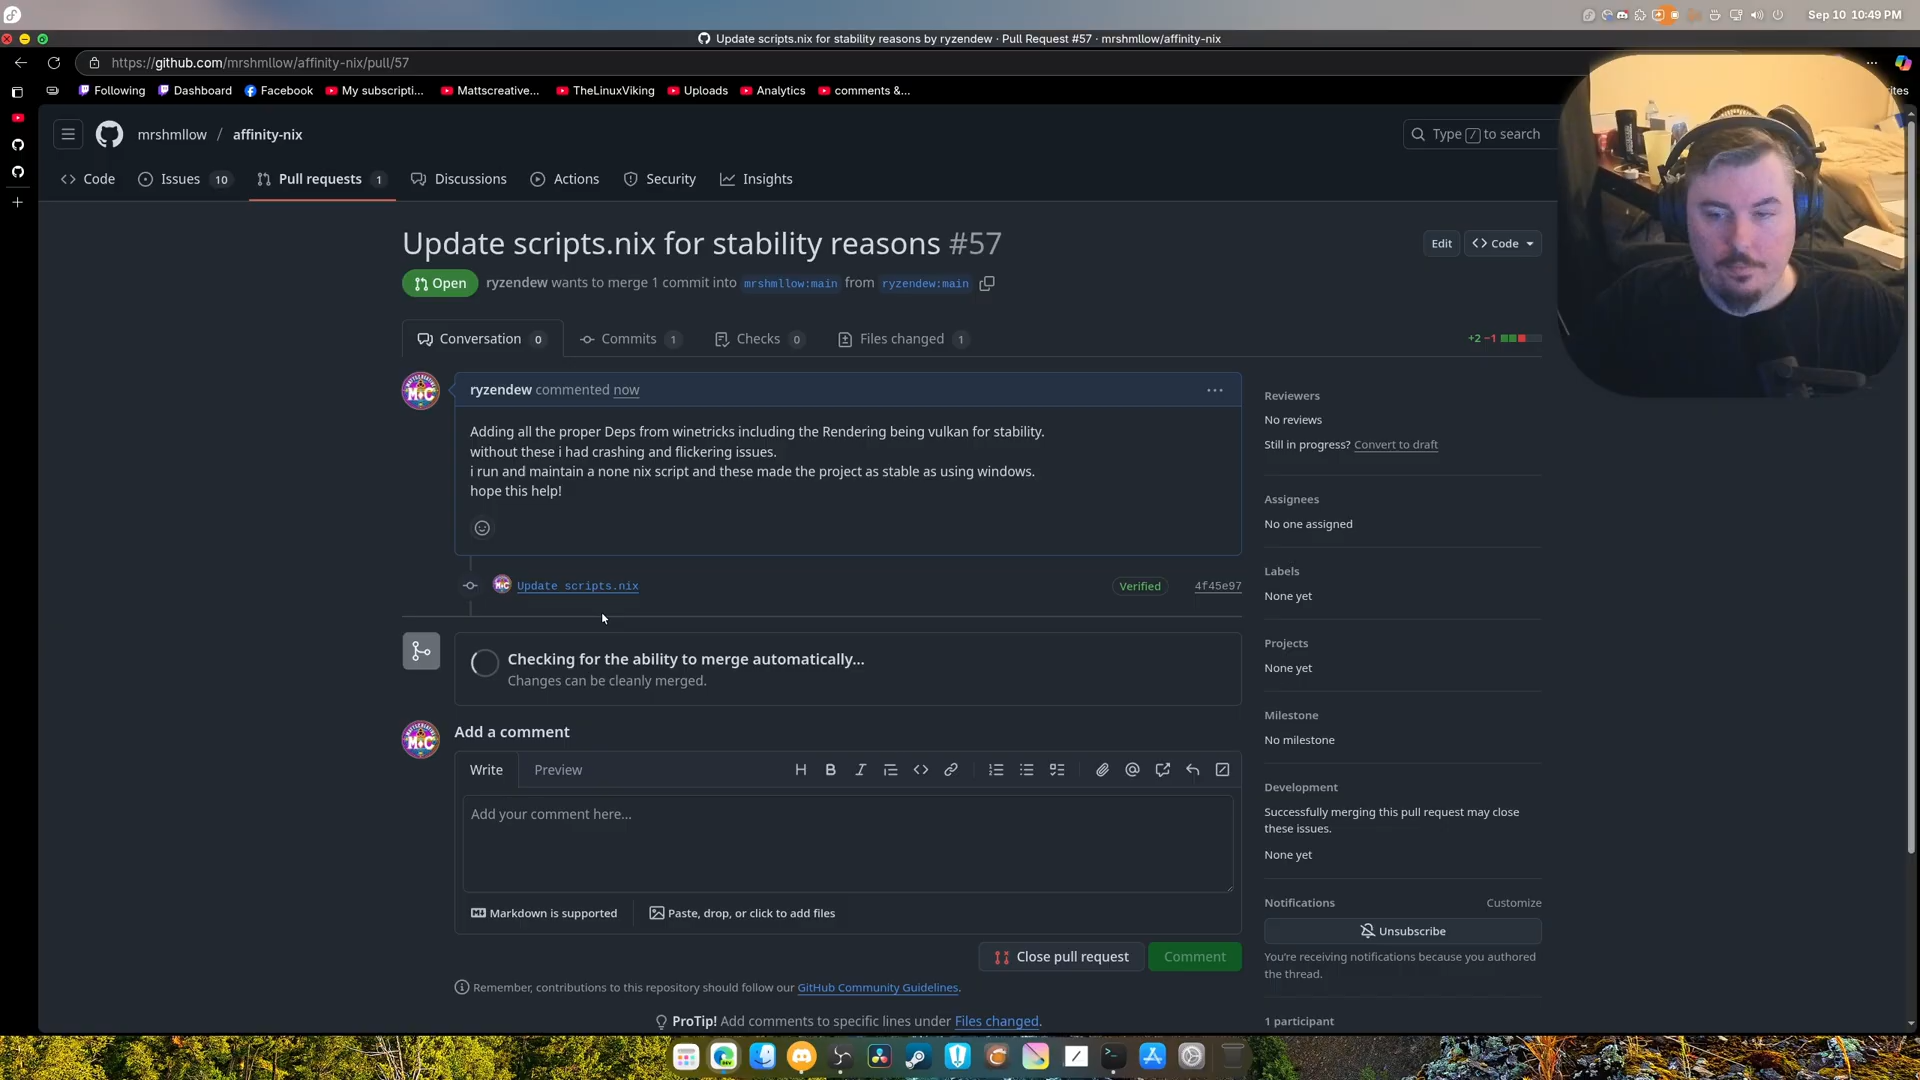 Sep 10 10:49 PM
Update scripts.nix for stability reasons by ryzendew · Pull Request #57 · mrshmllow/affinity-nix
https://github.com/mrshmllow/affinity-nix/pull/57
Following
Dashboard
Facebook
My subscripti...
Mattscreative...
TheLinuxViking
Uploads
Analytics
comments &...
mrshmllow / affinity-nix
Type / to search
Code
Issues 10
Pull requests 1
Discussions
Actions
Security
Insights
Update scripts.nix for stability reasons #57
Edit
Code
Open
ryzendew wants to merge 1 commit into mrshmllow:main from ryzendew:main
Conversation 0
Commits 1
Checks 0
Files changed 1
+2 −1
ryzendew commented now
Adding all the proper Deps from winetricks including the Rendering being vulkan for stability.
without these i had crashing and flickering issues.
i run and maintain a none nix script and these made the project as stable as using windows.
hope this help!
Update scripts.nix
Verified
4f45e97
Checking for the ability to merge automatically...
Changes can be cleanly merged.
Add a comment
Write
Preview
Add your comment here...
Markdown is supported
Paste, drop, or click to add files
Close pull request
Comment
Remember, contributions to this repository should follow our GitHub Community Guidelines.
ProTip! Add comments to specific lines under Files changed.
Reviewers
No reviews
Still in progress? Convert to draft
Assignees
No one assigned
Labels
None yet
Projects
None yet
Milestone
No milestone
Development
Successfully merging this pull request may close
these issues.
None yet
Notifications
Customize
Unsubscribe
You're receiving notifications because you authored
the thread.
1 participant